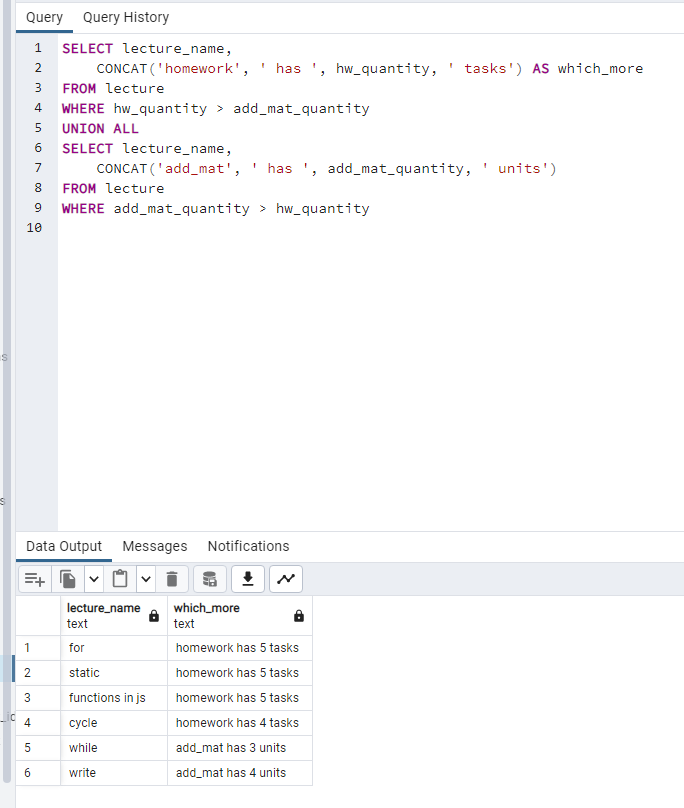 Query Query History
1 SELECT lecture_name,
2 CONCAT('homework', ' has ', hw_quantity, ' tasks') AS which_more
3 FROM lecture
4 WHERE hw_quantity > add_mat_quantity
5 UNION ALL
6 SELECT lecture_name,
7 CONCAT('add_mat', ' has ', add_mat_quantity, ' units')
8 FROM lecture
9 WHERE add_mat_quantity > hw_quantity
10
Data Output Messages Notifications
lecture_name which_more
text text
1 for homework has 5 tasks
2 static homework has 5 tasks
3 functions in js homework has 5 tasks
4 cycle homework has 4 tasks
5 while add_mat has 3 units
6 write add_mat has 4 units